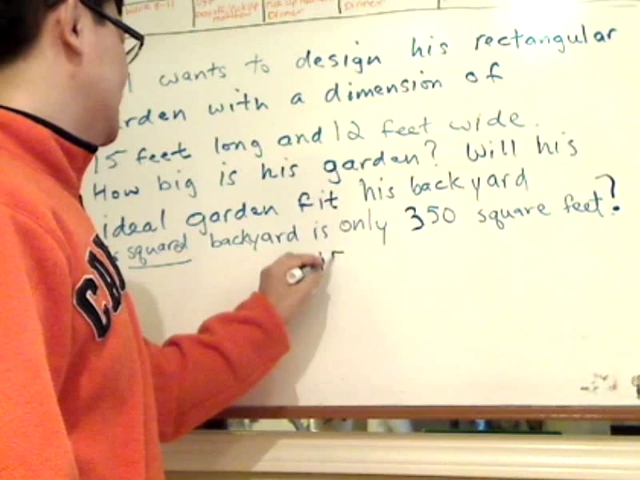 wants to design his rectangular
with a dimension of
15 feet long and 12 feet wide.
How big is his garden? Will his
ideal garden fit his backyard
squared backyard is only 350 square feet?